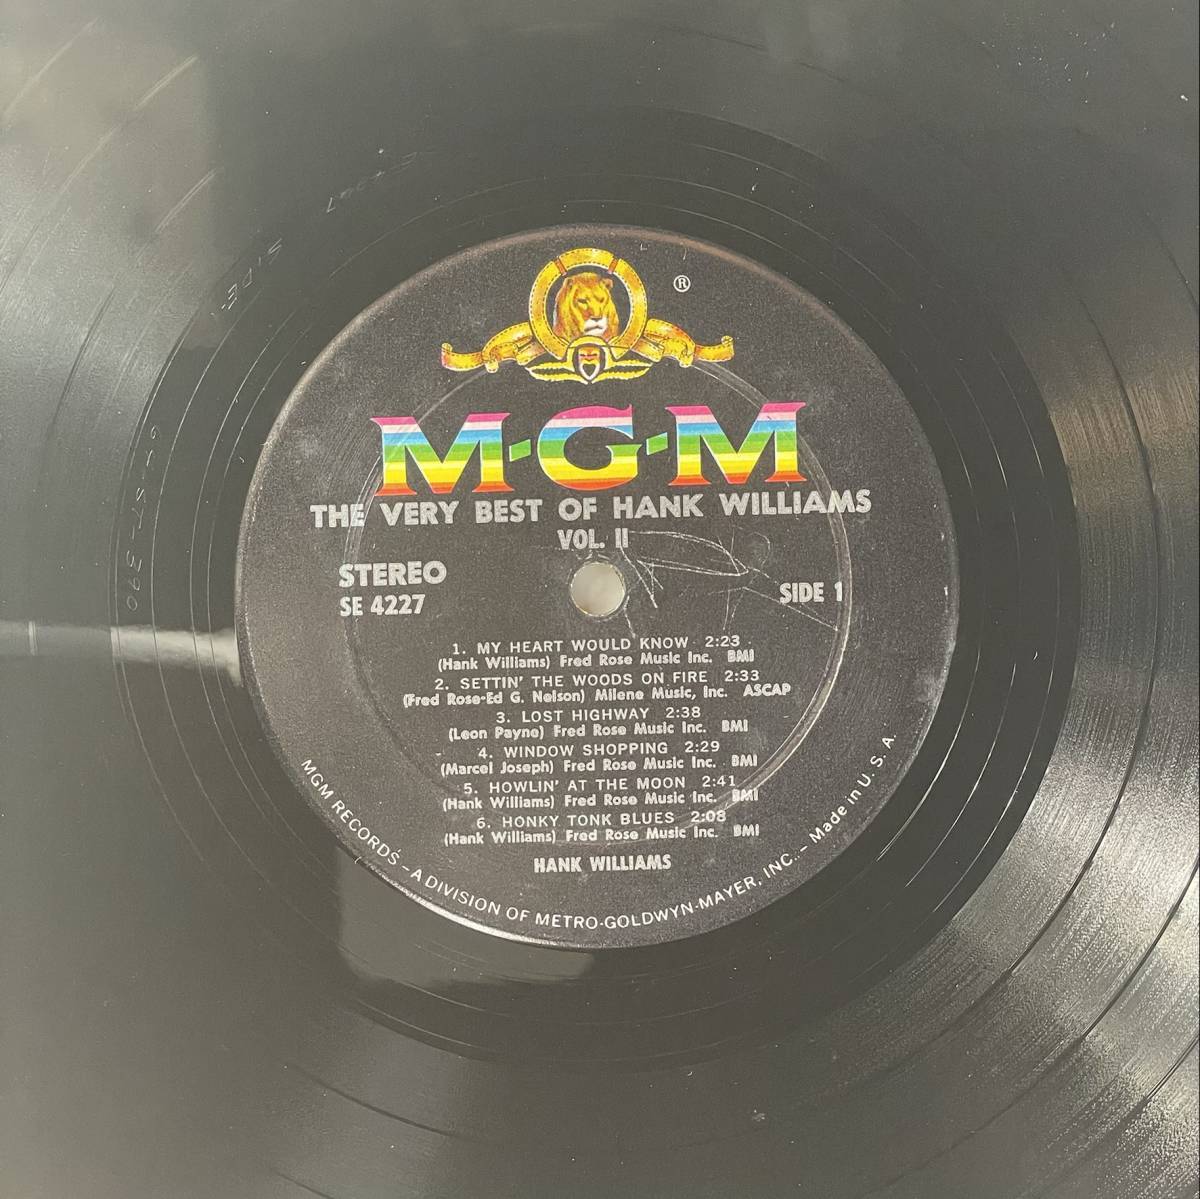 ®
M-G-M
THE VERY BEST OF HANK WILLIAMS
VOL. II
STEREO
SE 4227
SIDE 1
1. MY HEART WOULD KNOW 2:23
(Hank Williams) Fred Rose Music Inc. BMI
2. SETTIN' THE WOODS ON FIRE 2:33
(Fred Rose-Ed G. Nelson) Milene Music, Inc. ASCAP
3. LOST HIGHWAY 2:38
(Leon Payne) Fred Rose Music Inc. BMI
4. WINDOW SHOPPING 2:29
(Marcel Joseph) Fred Rose Music Inc. BMI
5. HOWLIN' AT THE MOON 2:41
(Hank Williams) Fred Rose Music Inc. BMI
6. HONKY TONK BLUES 2:08
(Hank Williams) Fred Rose Music Inc. BMI
HANK WILLIAMS
MGM RECORDS – A DIVISION OF METRO-GOLDWYN-MAYER, INC. – Made in U. S. A.
SIDE-